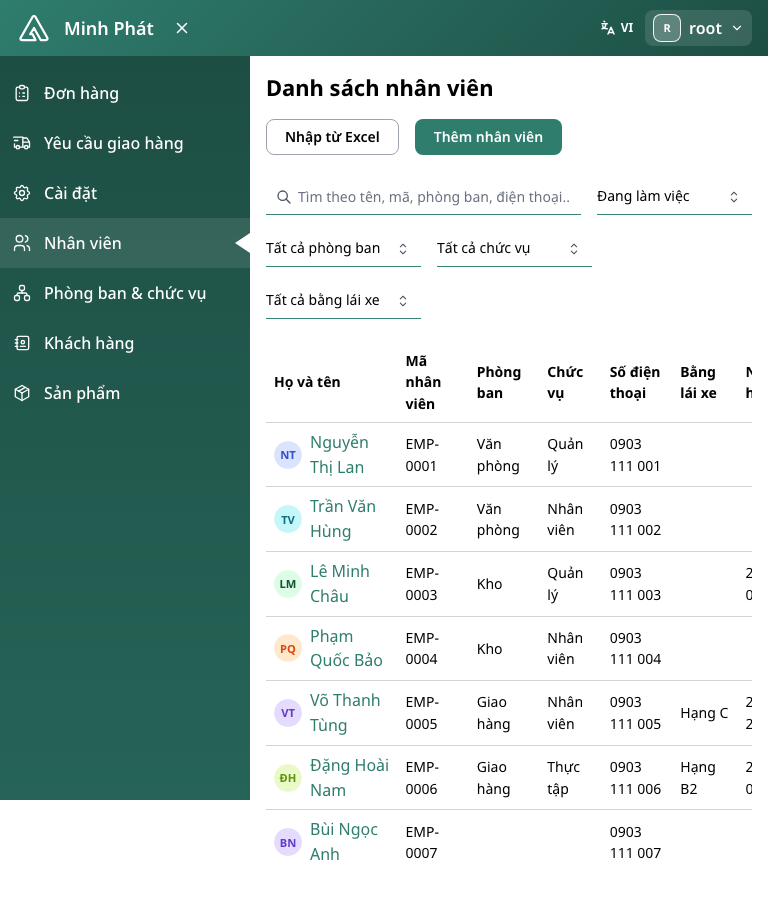 Minh Phát
VI
R
root
Đơn hàng
Yêu cầu giao hàng
Cài đặt
Nhân viên
Phòng ban & chức vụ
Khách hàng
Sản phẩm
Danh sách nhân viên
Nhập từ Excel
Thêm nhân viên
Tìm theo tên, mã, phòng ban, điện thoại..
Đang làm việc
Tất cả phòng ban
Tất cả chức vụ
Tất cả bằng lái xe
Họ và tên
Mã
nhân
viên
Phòng
ban
Chức
vụ
Số điện
thoại
Bằng
lái xe
NT
Nguyễn
Thị Lan
EMP-
0001
Văn
phòng
Quản
lý
0903
111 001
TV
Trần Văn
Hùng
EMP-
0002
Văn
phòng
Nhân
viên
0903
111 002
LM
Lê Minh
Châu
EMP-
0003
Kho
Quản
lý
0903
111 003
PQ
Phạm
Quốc Bảo
EMP-
0004
Kho
Nhân
viên
0903
111 004
VT
Võ Thanh
Tùng
EMP-
0005
Giao
hàng
Nhân
viên
0903
111 005
Hạng C
ĐH
Đặng Hoài
Nam
EMP-
0006
Giao
hàng
Thực
tập
0903
111 006
Hạng
B2
BN
Bùi Ngọc
Anh
EMP-
0007
0903
111 007